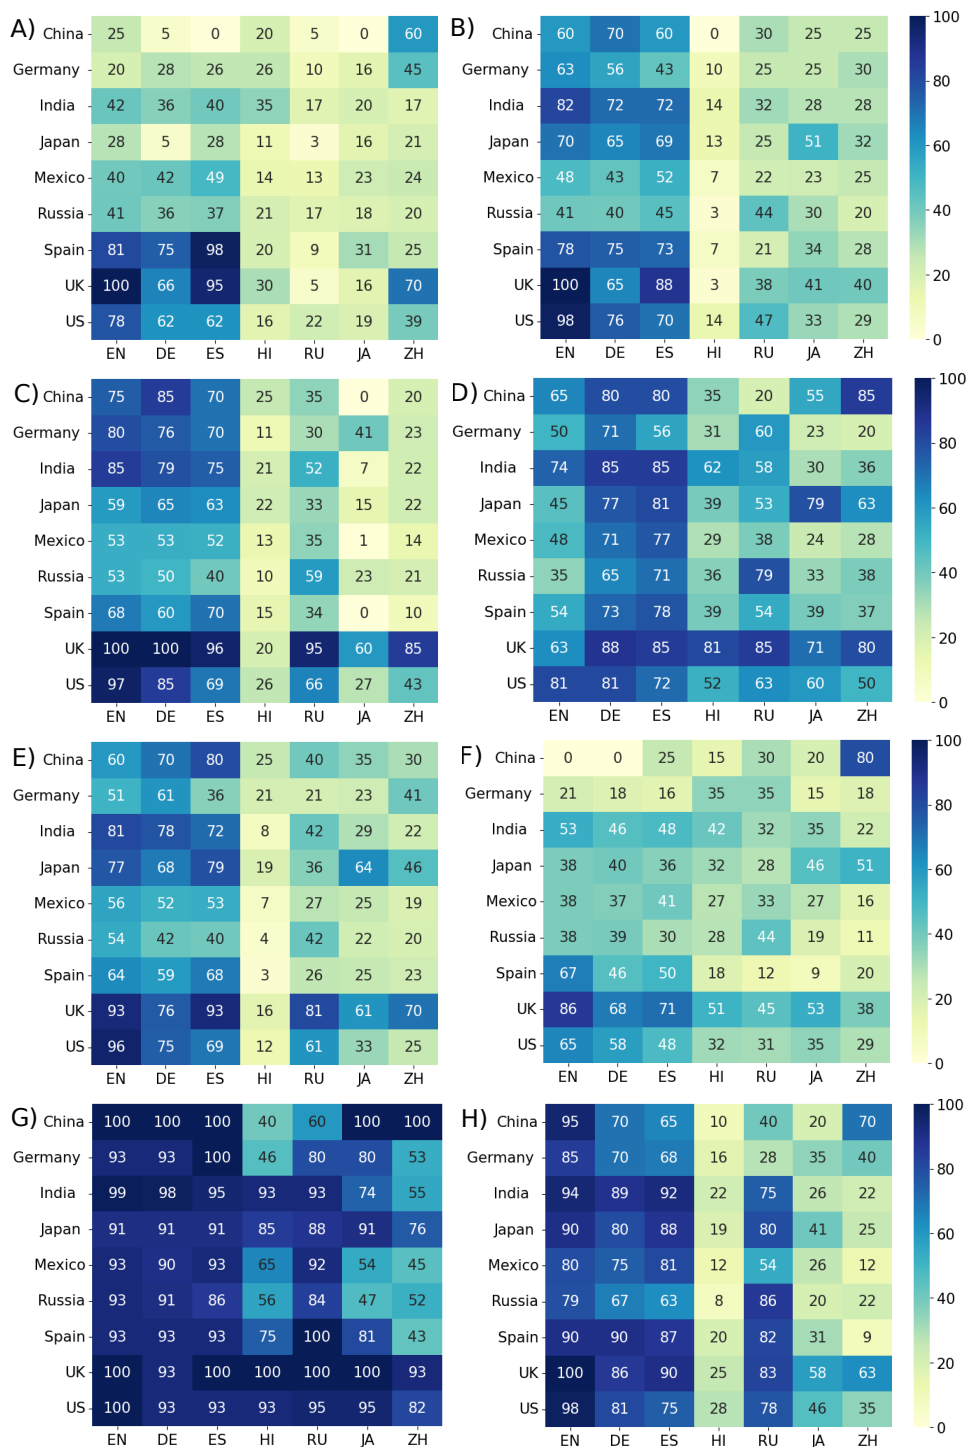 A)
China 25 5 0 20 5 0 60
Germany 20 28 26 26 10 16 45
India 42 36 40 35 17 20 17
Japan 28 5 28 11 3 16 21
Mexico 40 42 49 14 13 23 24
Russia 41 36 37 21 17 18 20
Spain 81 75 98 20 9 31 25
UK 100 66 95 30 5 16 70
US 78 62 62 16 22 19 39
EN DE ES HI RU JA ZH
B)
China 60 70 60 0 30 25 25
Germany 63 56 43 10 25 25 30
India 82 72 72 14 32 28 28
Japan 70 65 69 13 25 51 32
Mexico 48 43 52 7 22 23 25
Russia 41 40 45 3 44 30 20
Spain 78 75 73 7 21 34 28
UK 100 65 88 3 38 41 40
US 98 76 70 14 47 33 29
EN DE ES HI RU JA ZH
100
80
60
40
20
0
C)
China 75 85 70 25 35 0 20
Germany 80 76 70 11 30 41 23
India 85 79 75 21 52 7 22
Japan 59 65 63 22 33 15 22
Mexico 53 53 52 13 35 1 14
Russia 53 50 40 10 59 23 21
Spain 68 60 70 15 34 0 10
UK 100 100 96 20 95 60 85
US 97 85 69 26 66 27 43
EN DE ES HI RU JA ZH
D)
China 65 80 80 35 20 55 85
Germany 50 71 56 31 60 23 20
India 74 85 85 62 58 30 36
Japan 45 77 81 39 53 79 63
Mexico 48 71 77 29 38 24 28
Russia 35 65 71 36 79 33 38
Spain 54 73 78 39 54 39 37
UK 63 88 85 81 85 71 80
US 81 81 72 52 63 60 50
EN DE ES HI RU JA ZH
100
80
60
40
20
0
E)
China 60 70 80 25 40 35 30
Germany 51 61 36 21 21 23 41
India 81 78 72 8 42 29 22
Japan 77 68 79 19 36 64 46
Mexico 56 52 53 7 27 25 19
Russia 54 42 40 4 42 22 20
Spain 64 59 68 3 26 25 23
UK 93 76 93 16 81 61 70
US 96 75 69 12 61 33 25
EN DE ES HI RU JA ZH
F)
China 0 0 25 15 30 20 80
Germany 21 18 16 35 35 15 18
India 53 46 48 42 32 35 22
Japan 38 40 36 32 28 46 51
Mexico 38 37 41 27 33 27 16
Russia 38 39 30 28 44 19 11
Spain 67 46 50 18 12 9 20
UK 86 68 71 51 45 53 38
US 65 58 48 32 31 35 29
EN DE ES HI RU JA ZH
100
80
60
40
20
0
G)
China 100 100 100 40 60 100 100
Germany 93 93 100 46 80 80 53
India 99 98 95 93 93 74 55
Japan 91 91 91 85 88 91 76
Mexico 93 90 93 65 92 54 45
Russia 93 91 86 56 84 47 52
Spain 93 93 93 75 100 81 43
UK 100 93 100 100 100 100 93
US 100 93 93 93 95 95 82
EN DE ES HI RU JA ZH
H)
China 95 70 65 10 40 20 70
Germany 85 70 68 16 28 35 40
India 94 89 92 22 75 26 22
Japan 90 80 88 19 80 41 25
Mexico 80 75 81 12 54 26 12
Russia 79 67 63 8 86 20 22
Spain 90 90 87 20 82 31 9
UK 100 86 90 25 83 58 63
US 98 81 75 28 78 46 35
EN DE ES HI RU JA ZH
100
80
60
40
20
0